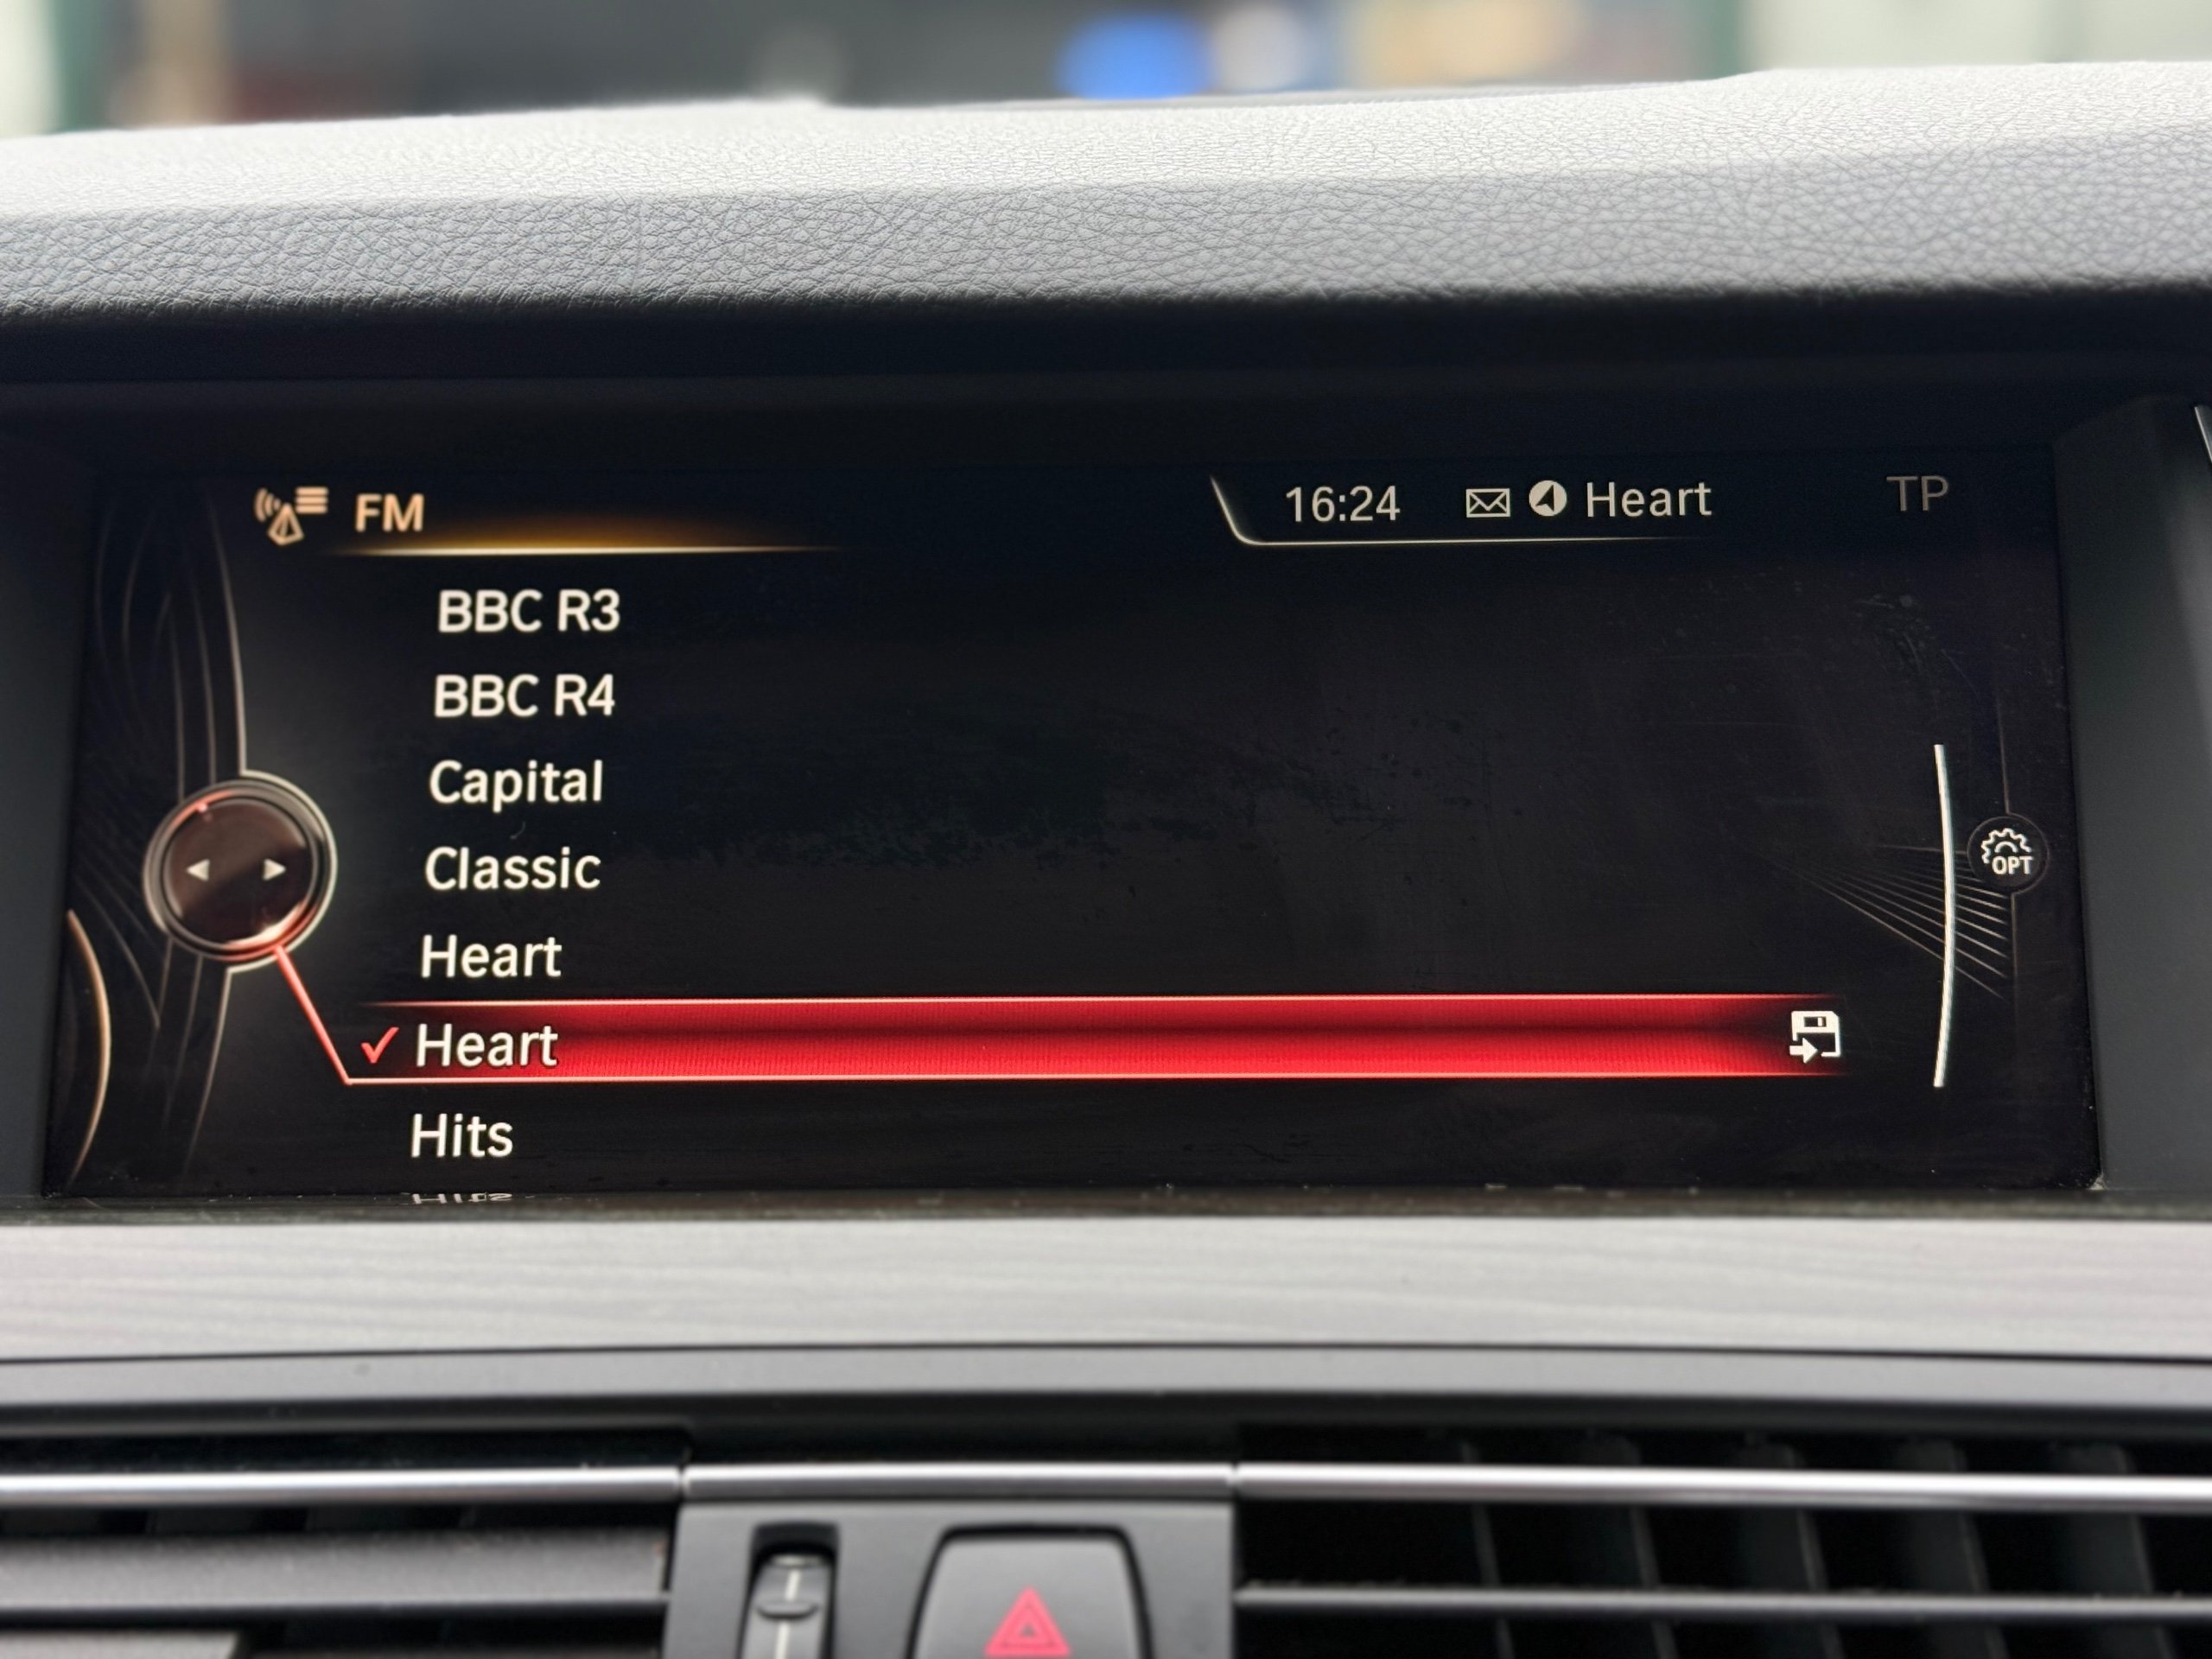 FM
16:24 Heart TP
BBC R3
BBC R4
Capital
Classic
OPT
Heart
Heart
Hits